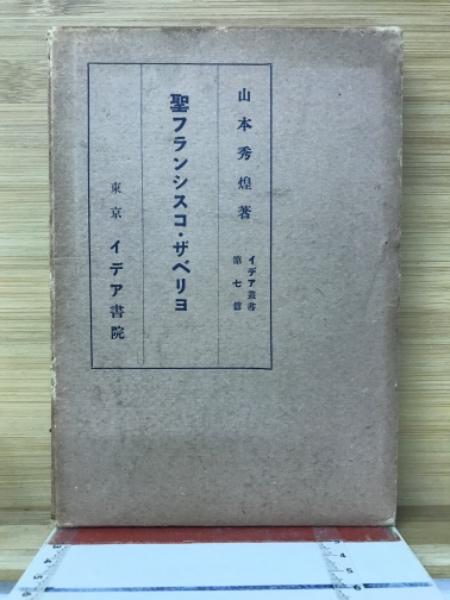 山本秀煌著
イデア叢書
第七篇
聖フランシスコ・ザベリヨ
東京 イデア書院